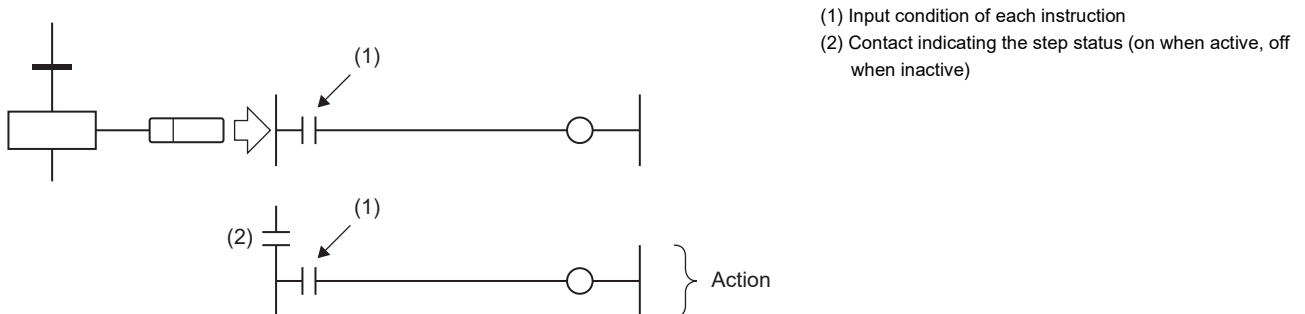 (1) Input condition of each instruction
(2) Contact indicating the step status (on when active, off
when inactive)
(1)
(1)
(2)
Action